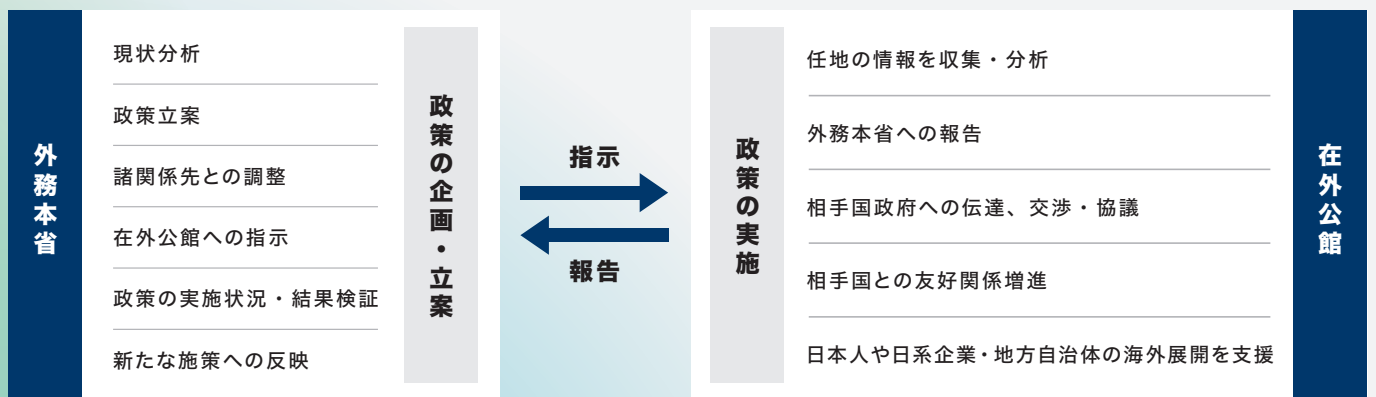 外務本省
現状分析
政策立案
諸関係先との調整
在外公館への指示
政策の実施状況・結果検証
新たな施策への反映
政策の企画・立案
指示
報告
政策の実施
任地の情報を収集・分析
外務本省への報告
相手国政府への伝達、交渉・協議
相手国との友好関係増進
日本人や日系企業・地方自治体の海外展開を支援
在外公館